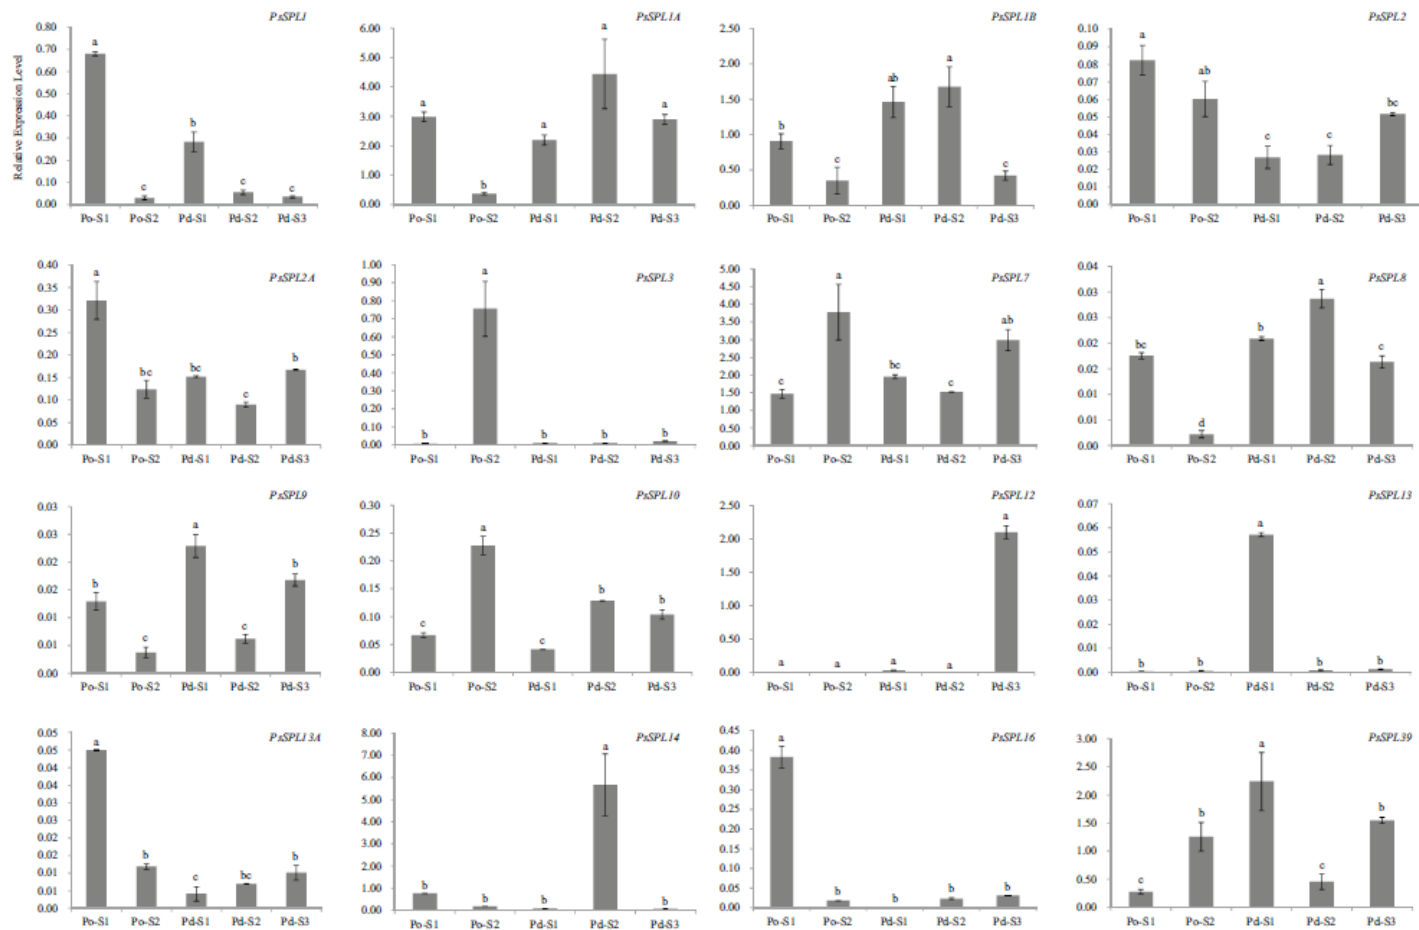 PsSPL1
Relative Expression Level
0.80
0.70
0.60
0.50
0.40
0.30
0.20
0.10
0.00
a
c
b
c
c
Po-S1 Po-S2 Pd-S1 Pd-S2 Pd-S3
PsSPL1A
6.00
5.00
4.00
3.00
2.00
1.00
0.00
a
b
a
a
a
Po-S1 Po-S2 Pd-S1 Pd-S2 Pd-S3
PsSPL1B
2.50
2.00
1.50
1.00
0.50
0.00
b
c
ab
a
c
Po-S1 Po-S2 Pd-S1 Pd-S2 Pd-S3
PsSPL2
0.10
0.09
0.08
0.07
0.06
0.05
0.04
0.03
0.02
0.01
0.00
a
ab
c
c
bc
Po-S1 Po-S2 Pd-S1 Pd-S2 Pd-S3
PsSPL2A
0.40
0.35
0.30
0.25
0.20
0.15
0.10
0.05
0.00
a
bc
bc
c
b
Po-S1 Po-S2 Pd-S1 Pd-S2 Pd-S3
PsSPL3
1.00
0.90
0.80
0.70
0.60
0.50
0.40
0.30
0.20
0.10
0.00
b
a
b
b
b
Po-S1 Po-S2 Pd-S1 Pd-S2 Pd-S3
PsSPL7
5.00
4.50
4.00
3.50
3.00
2.50
2.00
1.50
1.00
0.50
0.00
c
a
bc
c
ab
Po-S1 Po-S2 Pd-S1 Pd-S2 Pd-S3
PsSPL8
0.04
0.03
0.03
0.02
0.02
0.01
0.01
0.00
bc
d
b
a
c
Po-S1 Po-S2 Pd-S1 Pd-S2 Pd-S3
PsSPL9
0.03
0.03
0.02
0.02
0.01
0.01
0.00
b
c
a
c
b
Po-S1 Po-S2 Pd-S1 Pd-S2 Pd-S3
PsSPL10
0.30
0.25
0.20
0.15
0.10
0.05
0.00
c
a
c
b
b
Po-S1 Po-S2 Pd-S1 Pd-S2 Pd-S3
PsSPL12
2.50
2.00
1.50
1.00
0.50
0.00
a
a
a
a
a
Po-S1 Po-S2 Pd-S1 Pd-S2 Pd-S3
PsSPL13
0.07
0.06
0.05
0.04
0.03
0.02
0.01
0.00
b
b
a
b
b
Po-S1 Po-S2 Pd-S1 Pd-S2 Pd-S3
PsSPL13A
0.05
0.05
0.04
0.04
0.03
0.03
0.02
0.02
0.01
0.01
0.00
a
b
c
bc
b
Po-S1 Po-S2 Pd-S1 Pd-S2 Pd-S3
PsSPL14
8.00
7.00
6.00
5.00
4.00
3.00
2.00
1.00
0.00
b
b
b
a
b
Po-S1 Po-S2 Pd-S1 Pd-S2 Pd-S3
PsSPL16
0.45
0.40
0.35
0.30
0.25
0.20
0.15
0.10
0.05
0.00
a
b
b
b
b
Po-S1 Po-S2 Pd-S1 Pd-S2 Pd-S3
PsSPL39
3.00
2.50
2.00
1.50
1.00
0.50
0.00
c
b
a
c
b
Po-S1 Po-S2 Pd-S1 Pd-S2 Pd-S3